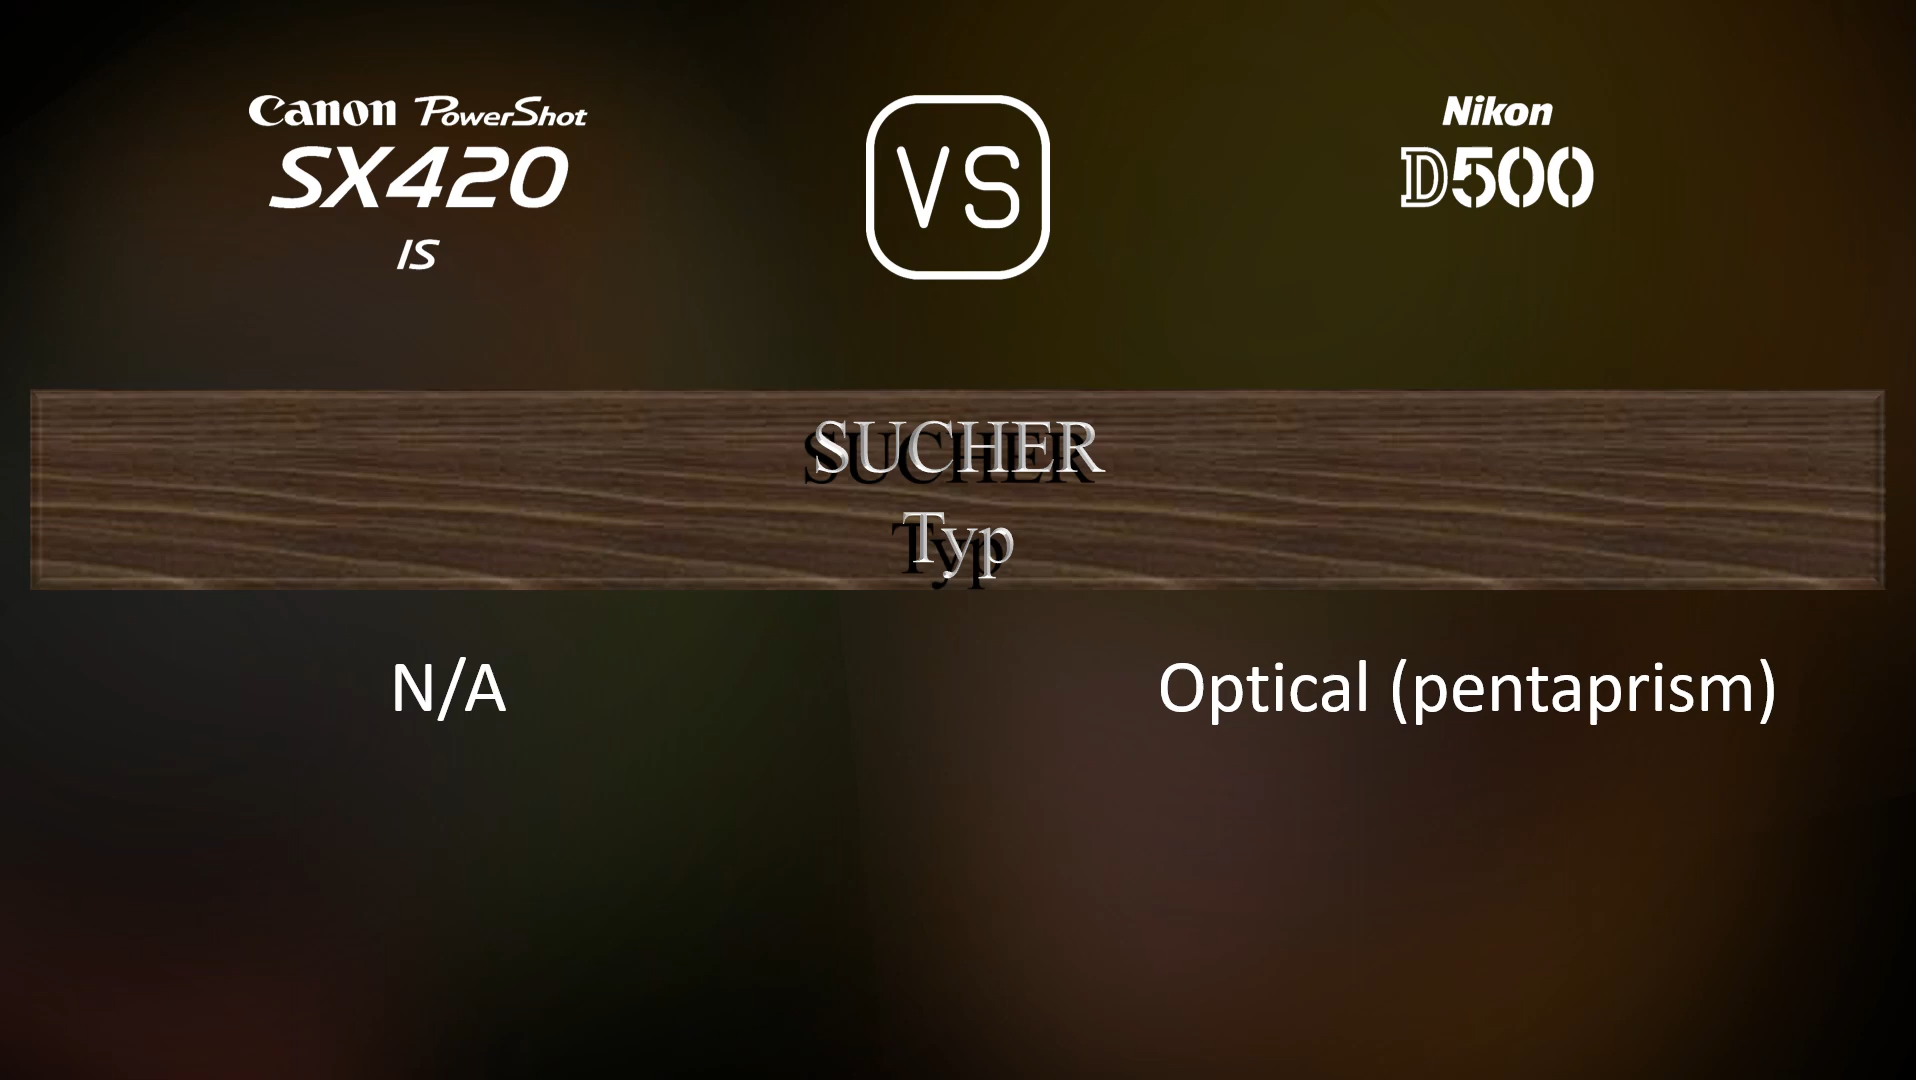 Canon PowerShot
SX420
IS
VS
Nikon
D500
SUCHER
Typ
N/A
Optical (pentaprism)